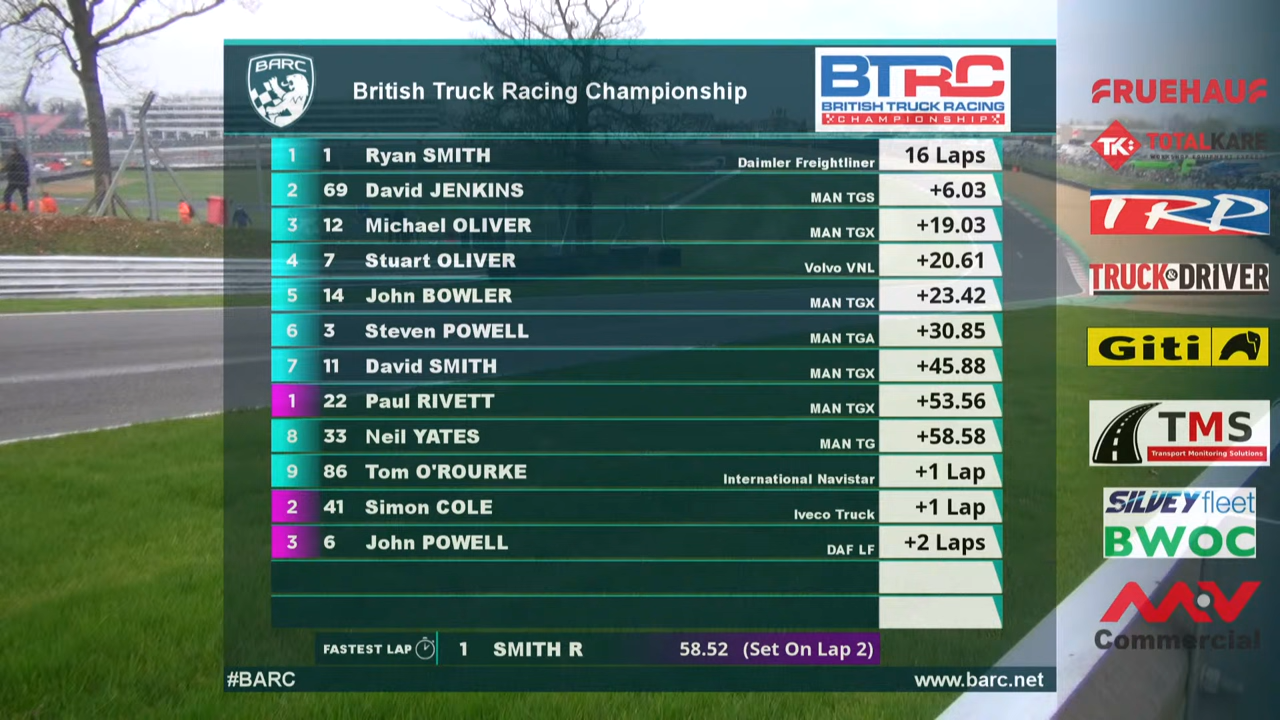 BARC
British Truck Racing Championship
BTRC
BRITISH TRUCK RACING
CHAMPIONSHIP
1 1 Ryan SMITH Daimler Freightliner 16 Laps
2 69 David JENKINS MAN TGS +6.03
3 12 Michael OLIVER MAN TGX +19.03
4 7 Stuart OLIVER Volvo VNL +20.61
5 14 John BOWLER MAN TGX +23.42
6 3 Steven POWELL MAN TGA +30.85
7 11 David SMITH MAN TGX +45.88
1 22 Paul RIVETT MAN TGX +53.56
8 33 Neil YATES MAN TG +58.58
9 86 Tom O'ROURKE International Navistar +1 Lap
2 41 Simon COLE Iveco Truck +1 Lap
3 6 John POWELL DAF LF +2 Laps
FASTEST LAP 1 SMITH R 58.52 (Set On Lap 2)
#BARC www.barc.net
FRUEHAUF
TK: TOTALKARE
TRP
TRUCK & DRIVER
Giti
TMS
Transport Monitoring Solutions
SILVEY fleet
BWOC
MV
Commercial